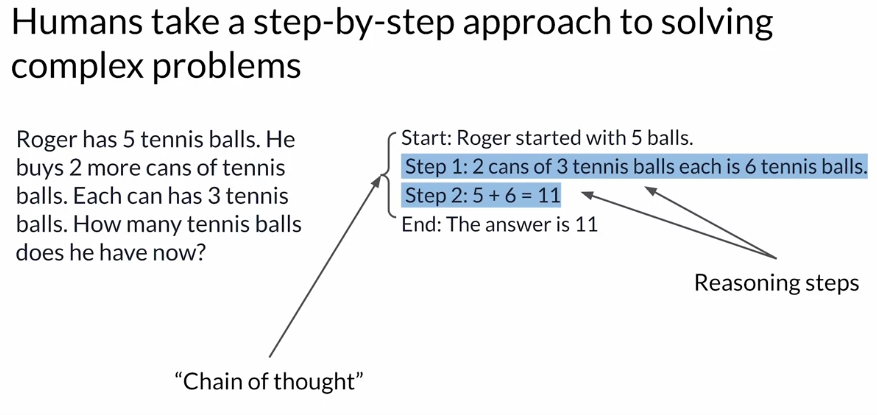 Humans take a step-by-step approach to solving
complex problems
Roger has 5 tennis balls. He
buys 2 more cans of tennis
balls. Each can has 3 tennis
balls. How many tennis balls
does he have now?
Start: Roger started with 5 balls.
Step 1: 2 cans of 3 tennis balls each is 6 tennis balls.
Step 2: 5 + 6 = 11
End: The answer is 11
Reasoning steps
“Chain of thought”